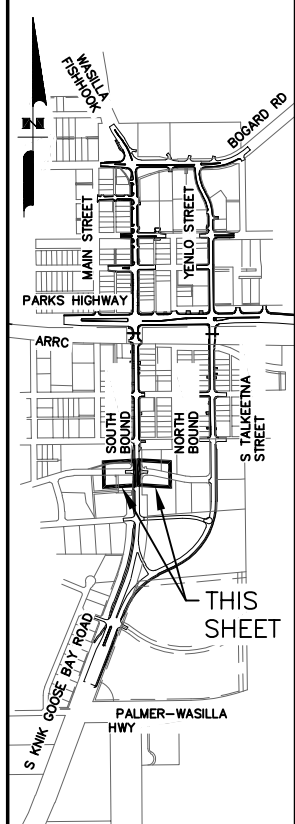 N
WASILLA
FISHHOOK
BOGARD RD
MAIN STREET
YENLO STREET
PARKS HIGHWAY
ARRC
SOUTH
BOUND
NORTH
BOUND
S TALKEETNA
STREET
THIS
SHEET
S KNIK GOOSE BAY ROAD
PALMER-WASILLA
HWY